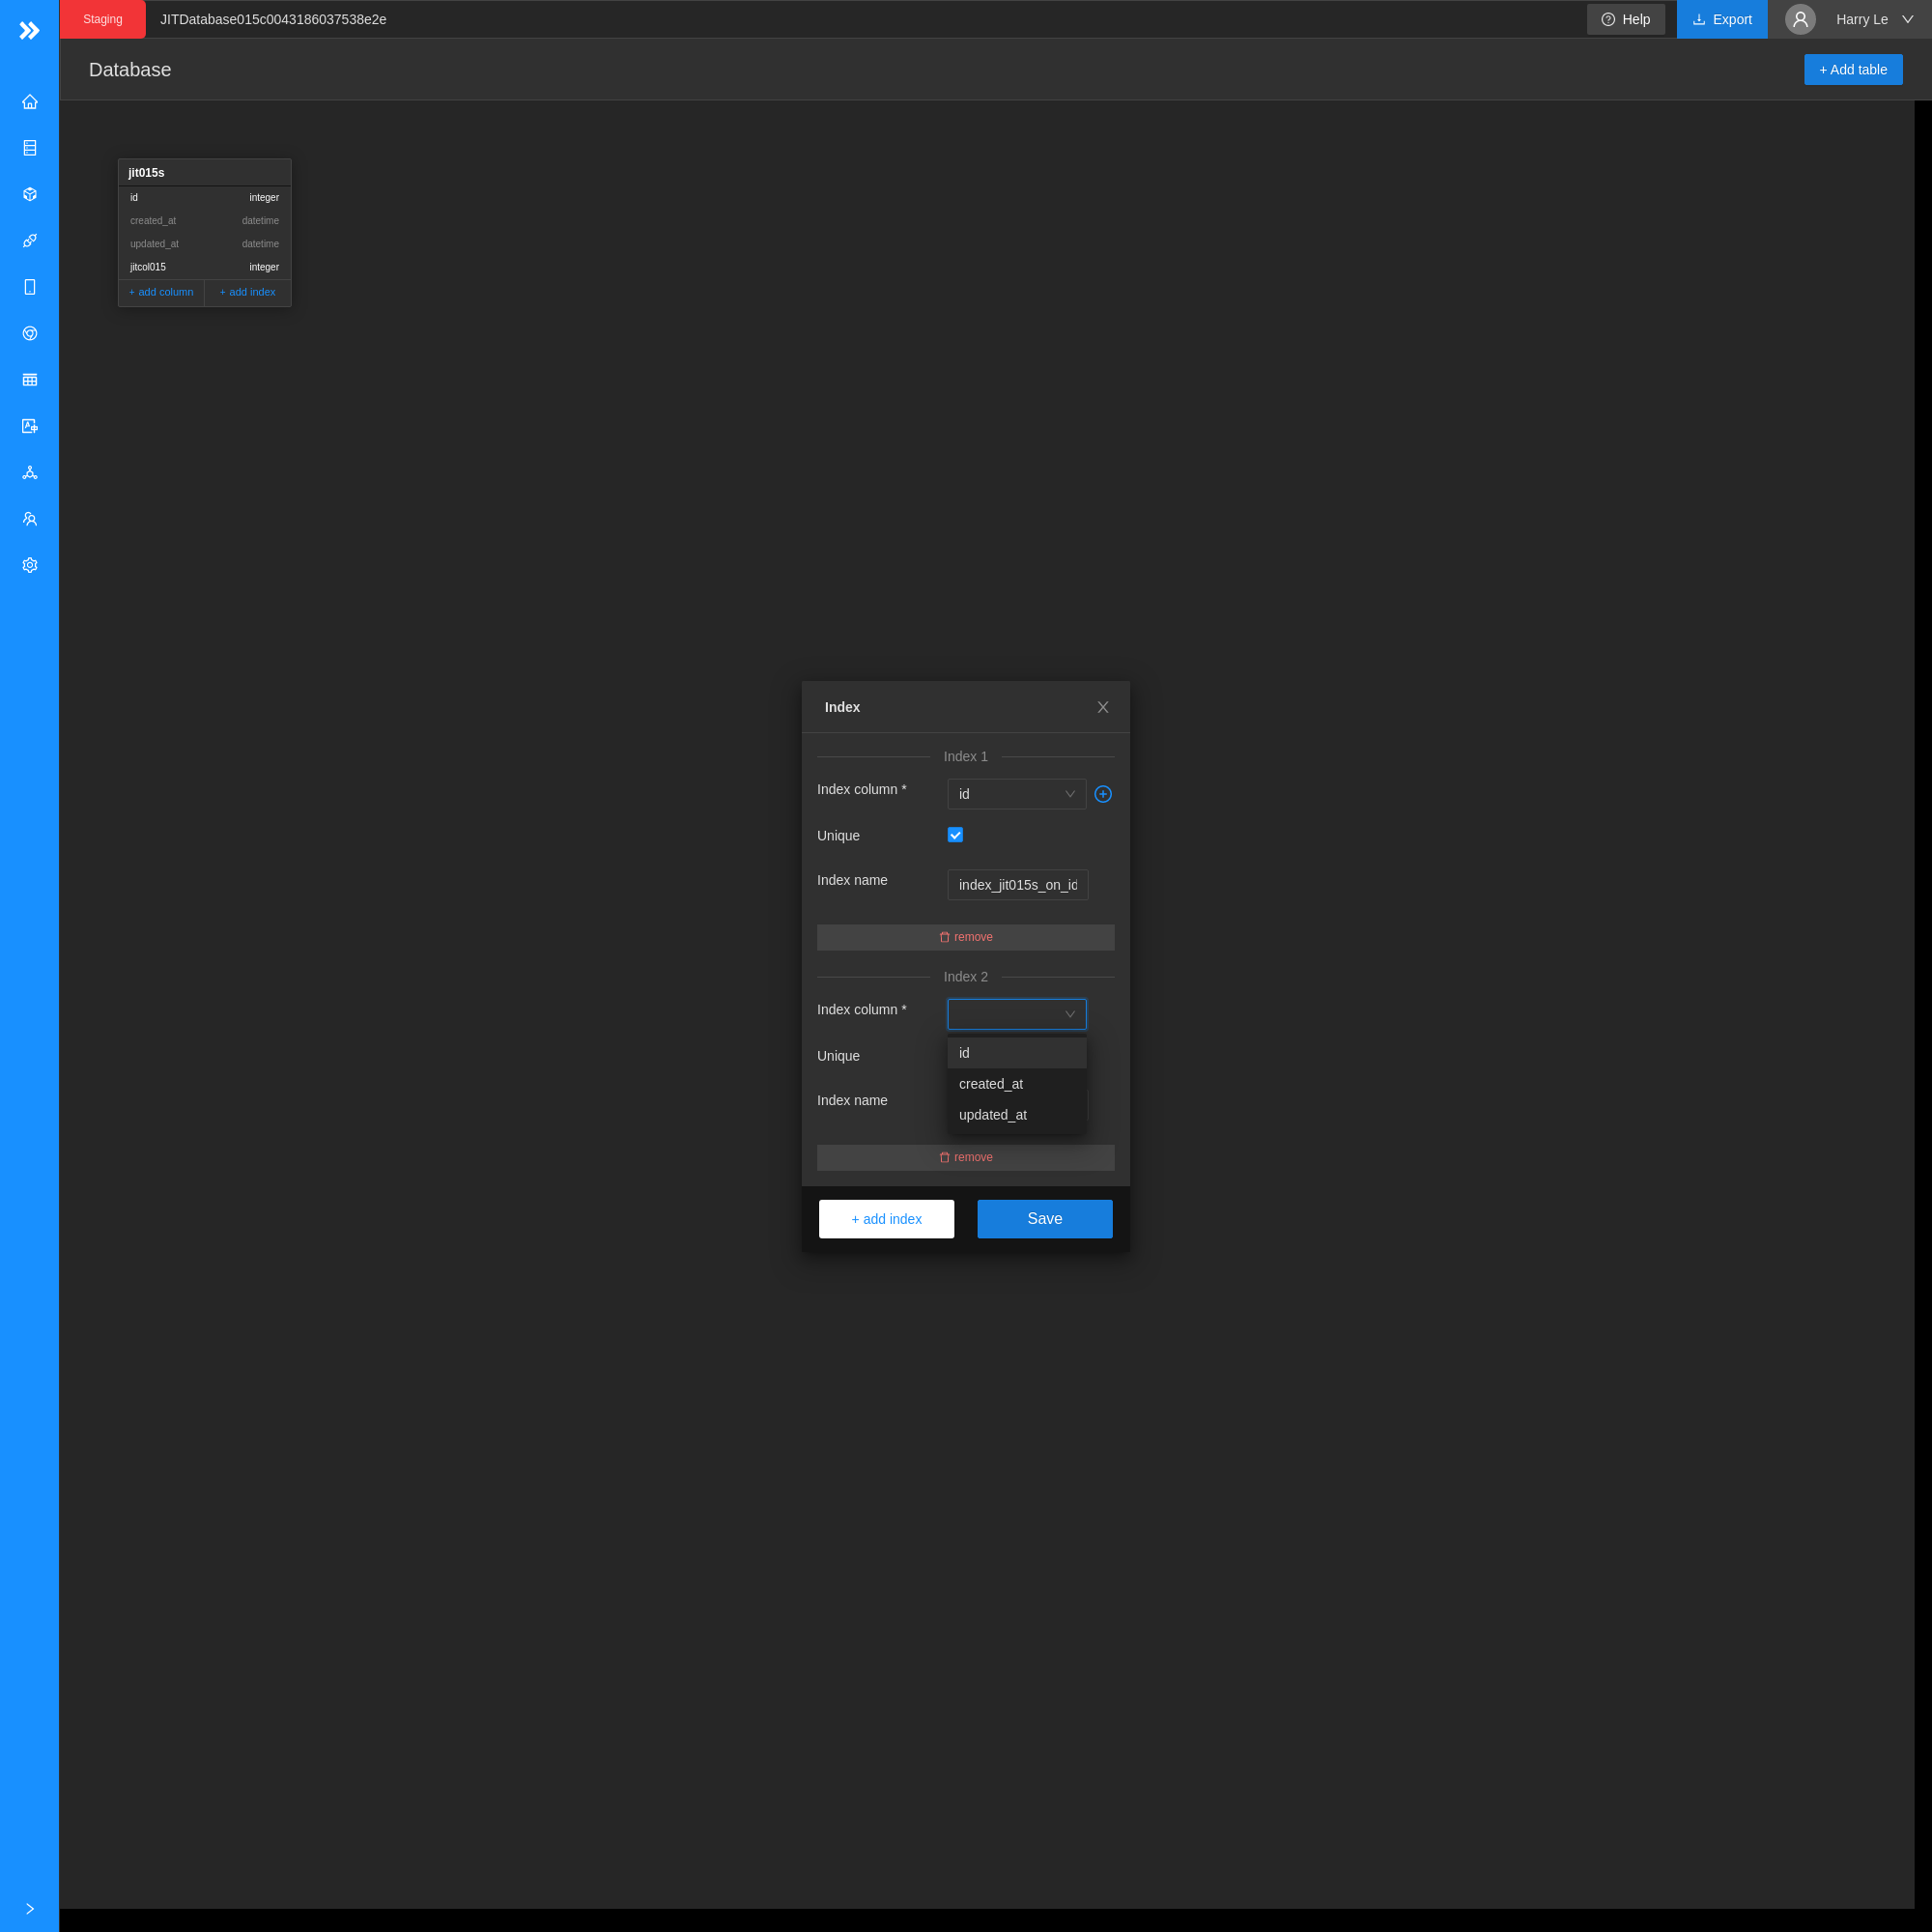 Staging JITDatabase015c0043186037538e2e Help Export Harry Le
Database + Add table
jit015s
id integer
created_at datetime
updated_at datetime
jitcol015 integer
+ add column + add index
Index
Index 1
Index column * id
Unique
Index name index_jit015s_on_id
remove
Index 2
Index column *
id
Unique
created_at
Index name
updated_at
remove
+ add index Save